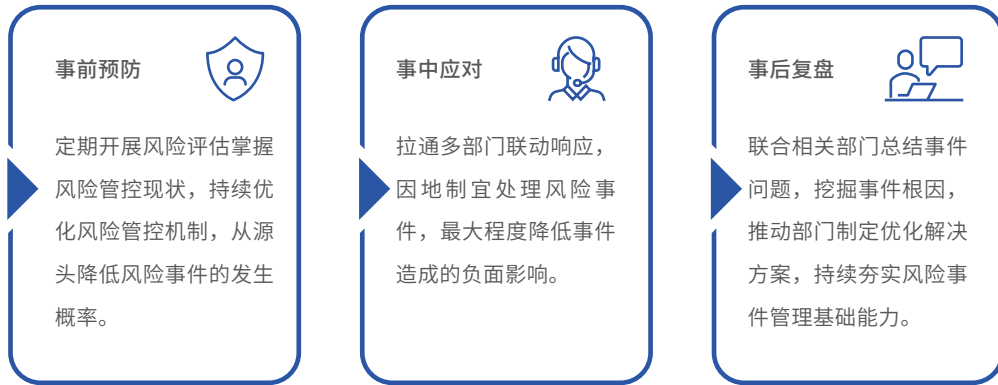 事前预防
定期开展风险评估掌握
风险管控现状，持续优
化风险管控机制，从源
头降低风险事件的发生
概率。
事中应对
拉通多部门联动响应，
因地制宜处理风险事
件，最大程度降低事件
造成的负面影响。
事后复盘
联合相关部门总结事件
问题，挖掘事件根因，
推动部门制定优化解决
方案，持续夯实风险事
件管理基础能力。